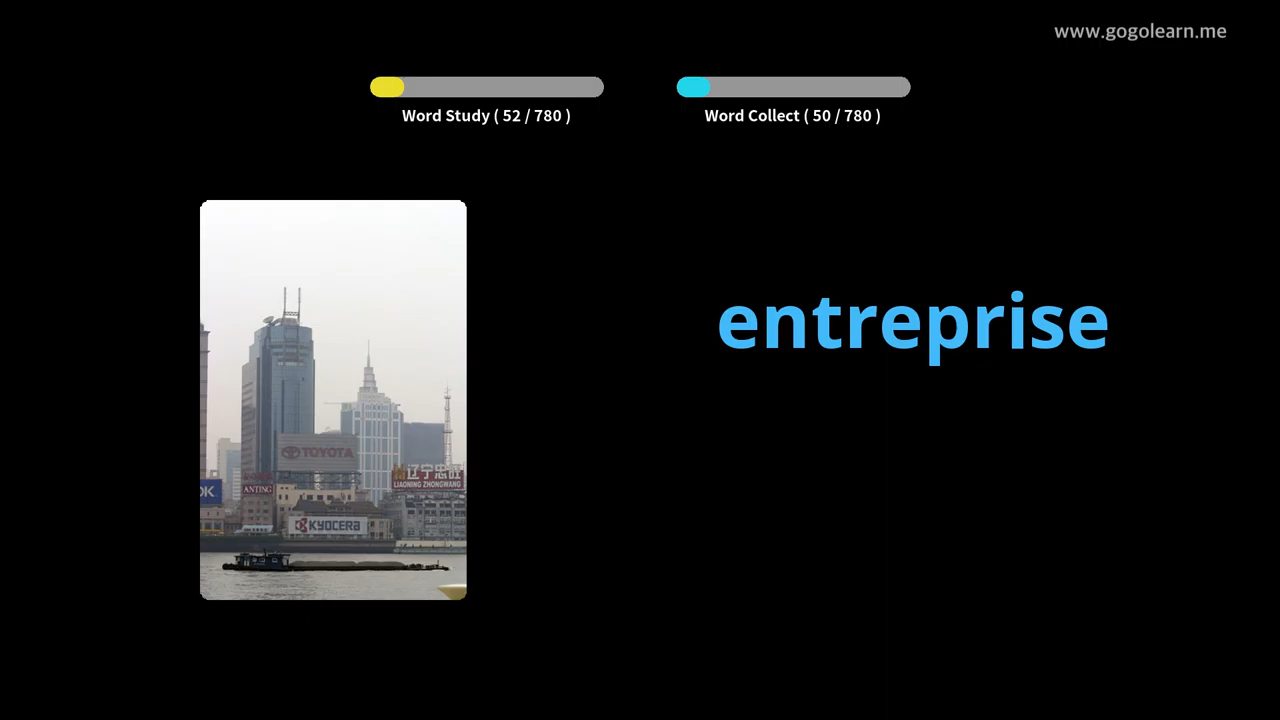 www.gogolearn.me
Word Study ( 52 / 780 )
Word Collect ( 50 / 780 )
entreprise
TOYOTA
辽宁忠旺
LIAONING ZHONGWANG
OK
ANTING
KYOCERA